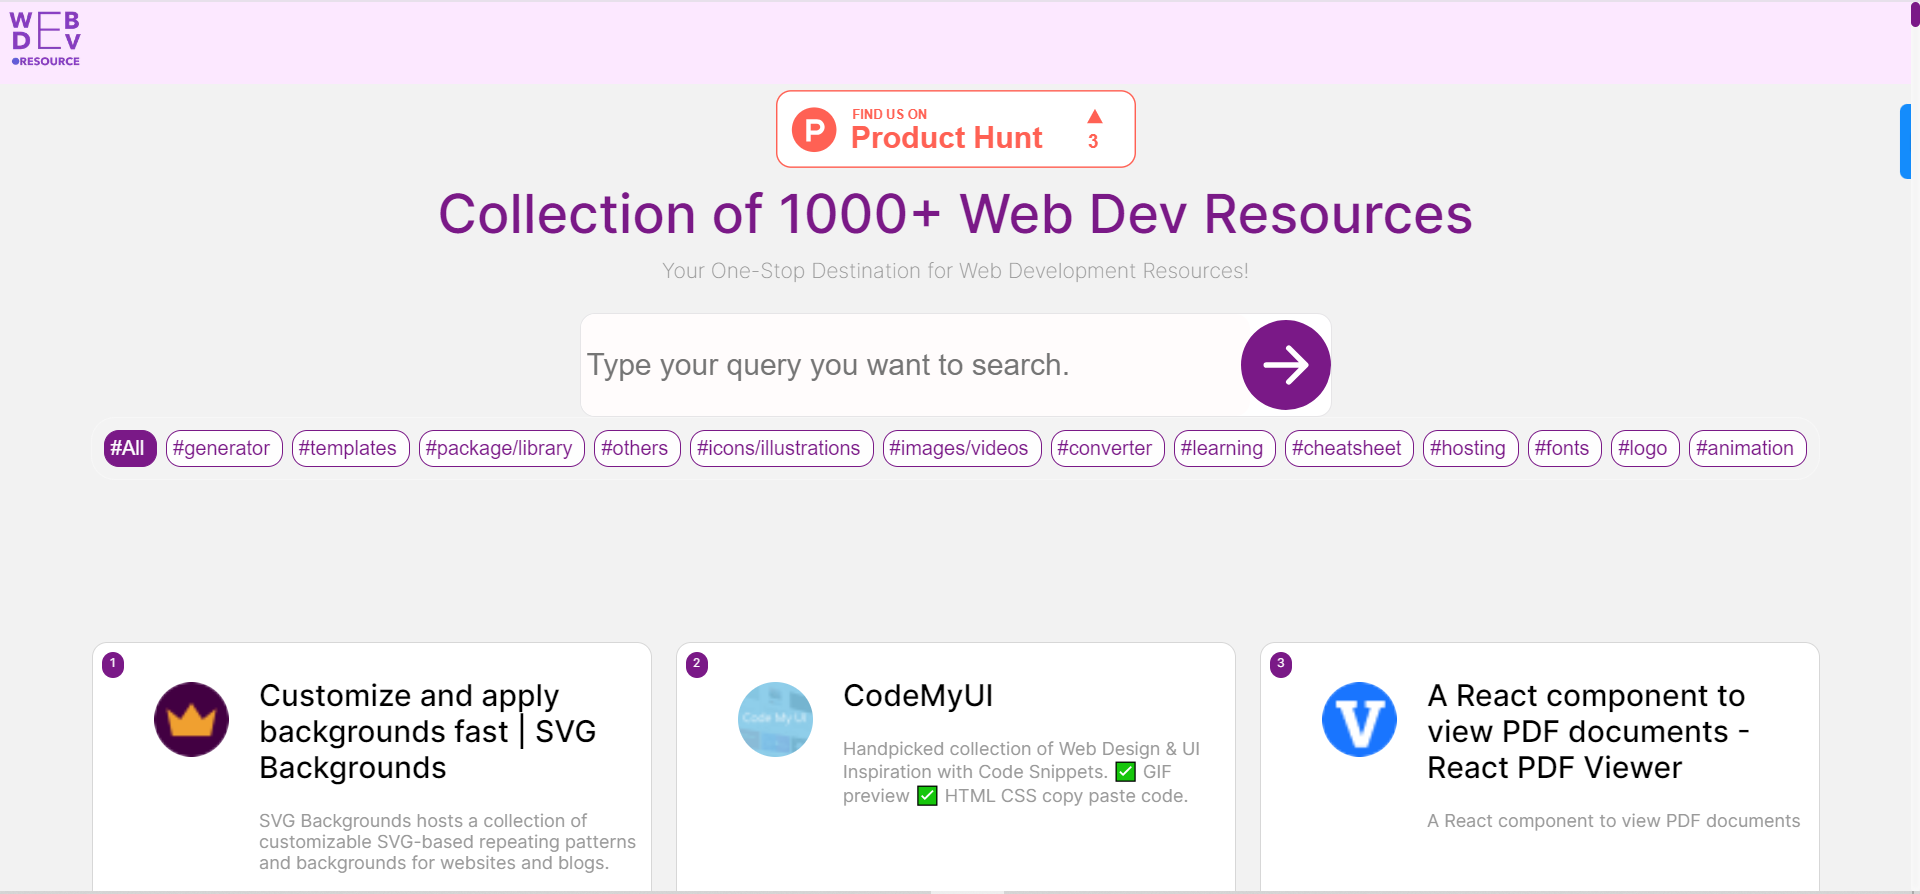 WEB
DEV
RESOURCE
FIND US ON
Product Hunt
3
Collection of 1000+ Web Dev Resources
Your One-Stop Destination for Web Development Resources!
Type your query you want to search.
#All #generator #templates #package/library #others #icons/illustrations #images/videos #converter #learning #cheatsheet #hosting #fonts #logo #animation
1
Customize and apply
backgrounds fast | SVG
Backgrounds
SVG Backgrounds hosts a collection of
customizable SVG-based repeating patterns
and backgrounds for websites and blogs.
2
Code My UI
CodeMyUI
Handpicked collection of Web Design & UI
Inspiration with Code Snippets. ✅ GIF
preview ✅ HTML CSS copy paste code.
3
V
A React component to
view PDF documents -
React PDF Viewer
A React component to view PDF documents